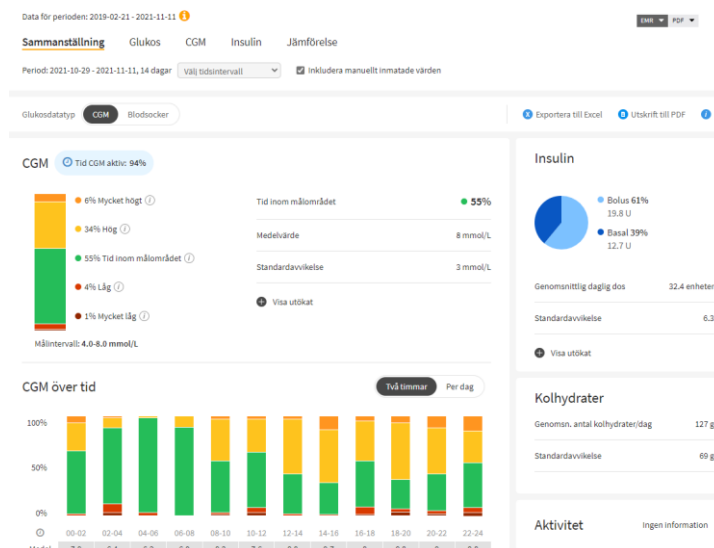 Data för perioden: 2019-02-21 - 2021-11-11
EMR PDF
Sammanställning Glukos CGM Insulin Jämförelse
Period: 2021-10-29 - 2021-11-11, 14 dagar Välj tidsintervall Inkludera manuellt inmatade värden
Glukosdatatyp CGM Blodsocker
Exportera till Excel Utskrift till PDF
CGM Tid CGM aktiv: 94%
6% Mycket högt
34% Hög
55% Tid inom målområdet
4% Låg
1% Mycket låg
Målintervall: 4.0-8.0 mmol/L
Tid inom målområdet 55%
Medelvärde 8 mmol/L
Standardavvikelse 3 mmol/L
Visa utökat
Insulin
Bolus 61%
19.8 U
Basal 39%
12.7 U
Genomsnittlig daglig dos 32.4 enheter
Standardavvikelse 6.3
Visa utökat
CGM över tid Två timmar Per dag
100%
50%
0%
00-02 02-04 04-06 06-08 08-10 10-12 12-14 14-16 16-18 18-20 20-22 22-24
Kolhydrater
Genomsn. antal kolhydrater/dag 127 g
Standardavvikelse 69 g
Aktivitet Ingen information